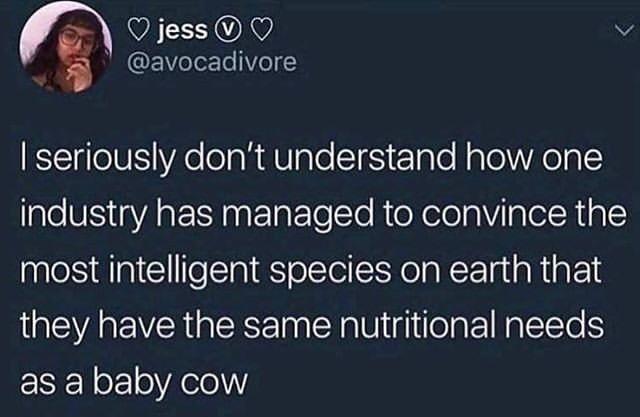 ♡ jess Ⓥ ♡
@avocadivore
I seriously don't understand how one
industry has managed to convince the
most intelligent species on earth that
they have the same nutritional needs
as a baby cow